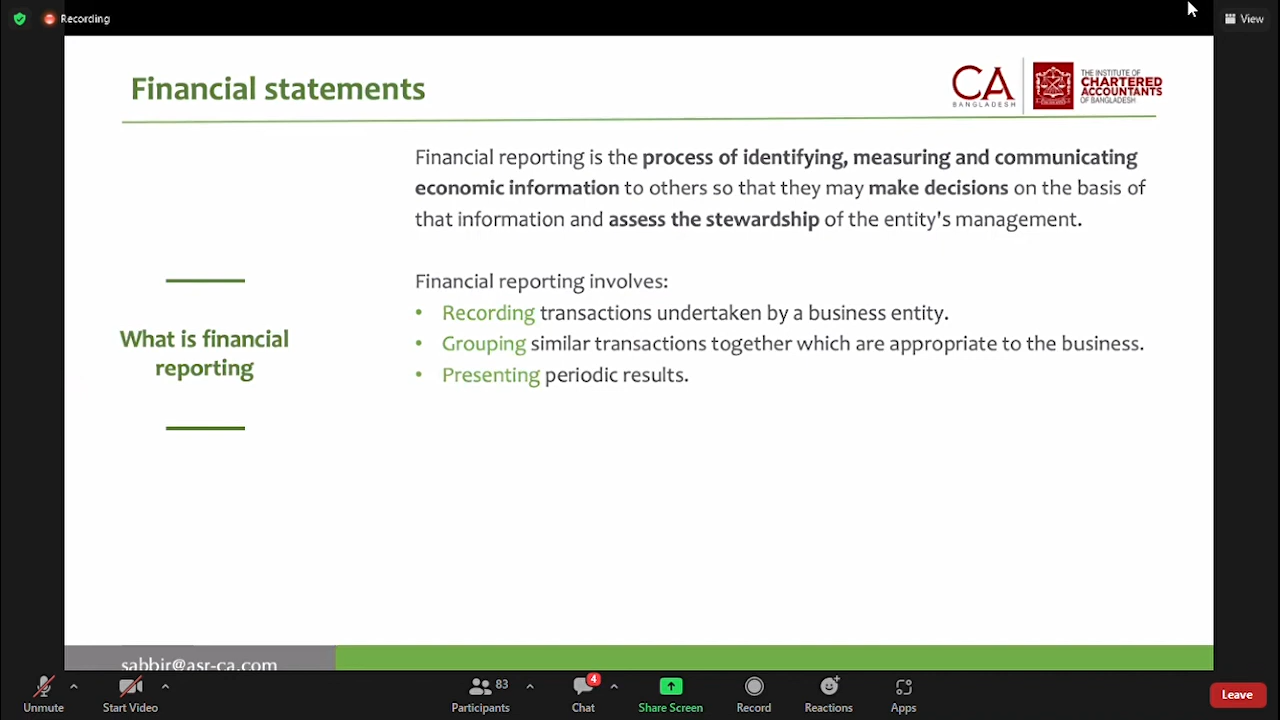 Recording
View
Financial statements
CA
BANGLADESH
THE INSTITUTE OF
CHARTERED
ACCOUNTANTS
OF BANGLADESH
Financial reporting is the process of identifying, measuring and communicating
economic information to others so that they may make decisions on the basis of
that information and assess the stewardship of the entity's management.
What is financial
reporting
Financial reporting involves:
• Recording transactions undertaken by a business entity.
• Grouping similar transactions together which are appropriate to the business.
• Presenting periodic results.
sabbir@asr-ca.com
Unmute
Start Video
83
Participants
4
Chat
Share Screen
Record
Reactions
Apps
Leave